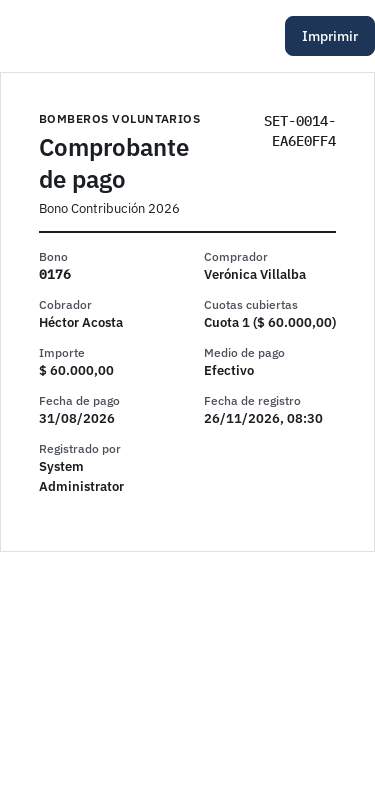 Imprimir
BOMBEROS VOLUNTARIOS
SET-0014-
EA6E0FF4
Comprobante
de pago
Bono Contribución 2026
Bono
0176
Comprador
Verónica Villalba
Cobrador
Héctor Acosta
Cuotas cubiertas
Cuota 1 ($ 60.000,00)
Importe
$ 60.000,00
Medio de pago
Efectivo
Fecha de pago
31/08/2026
Fecha de registro
26/11/2026, 08:30
Registrado por
System
Administrator